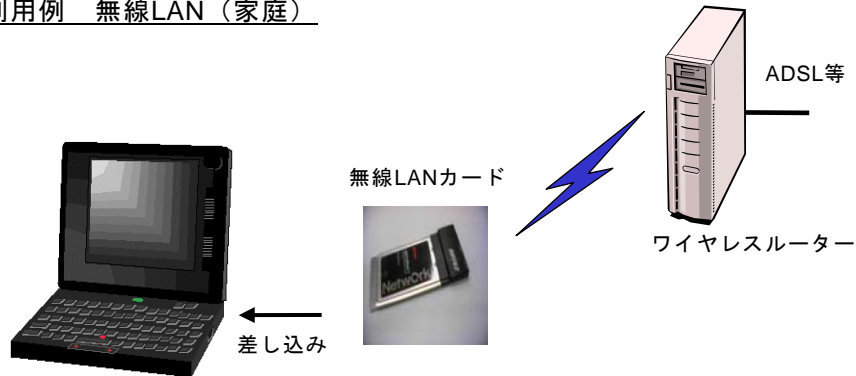 利用例　無線LAN（家庭）
ADSL等
無線LANカード
ワイヤレスルーター
Network
差し込み